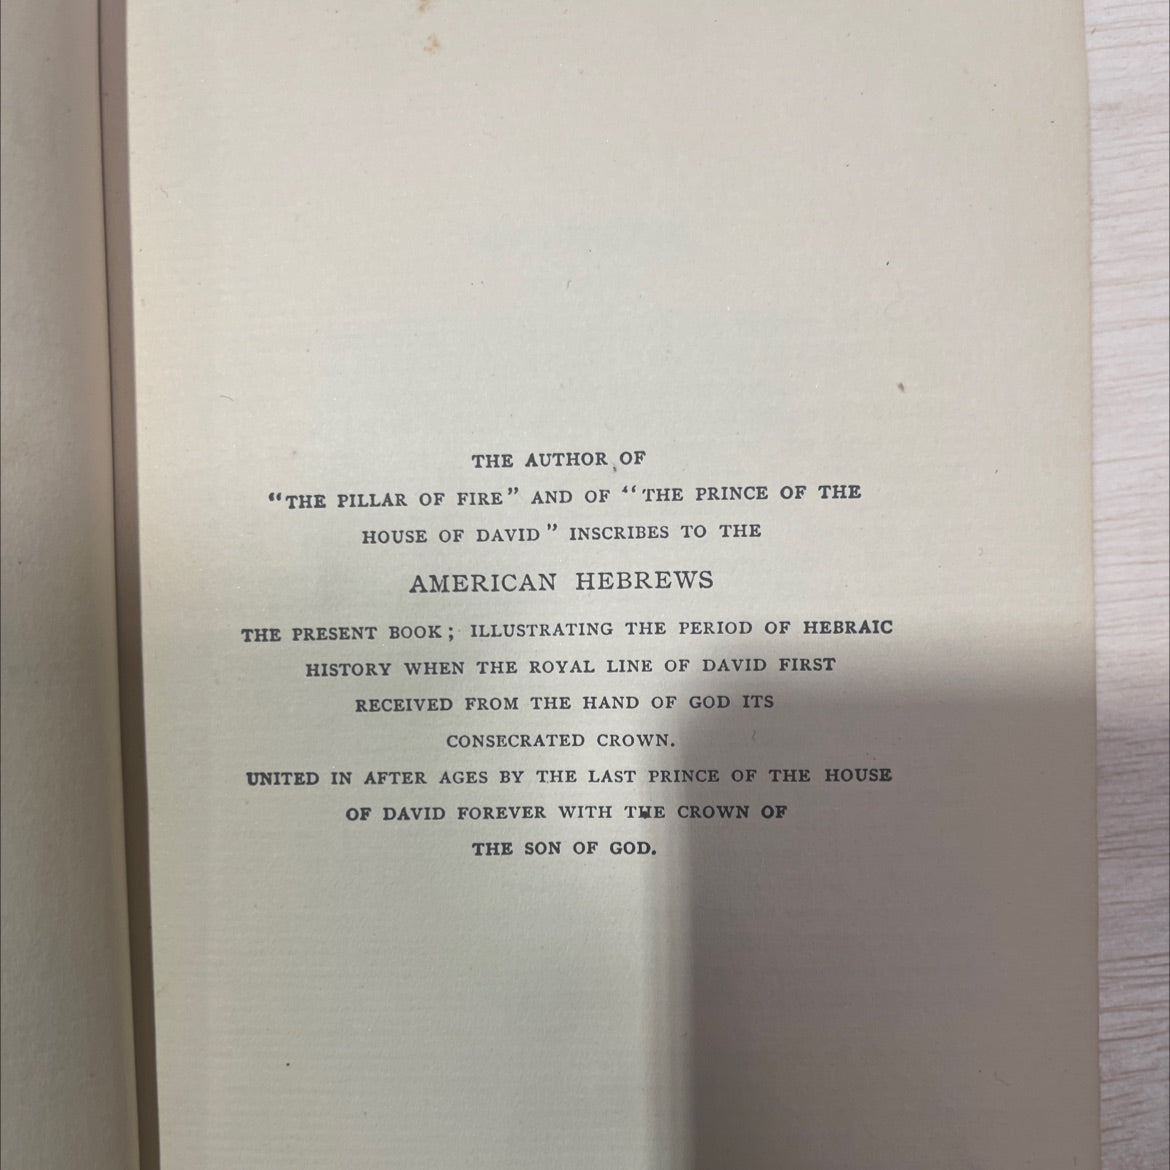 THE AUTHOR OF
"THE PILLAR OF FIRE" AND OF "THE PRINCE OF THE
HOUSE OF DAVID" INSCRIBES TO THE
AMERICAN HEBREWS
THE PRESENT BOOK; ILLUSTRATING THE PERIOD OF HEBRAIC
HISTORY WHEN THE ROYAL LINE OF DAVID FIRST
RECEIVED FROM THE HAND OF GOD ITS
CONSECRATED CROWN.
UNITED IN AFTER AGES BY THE LAST PRINCE OF THE HOUSE
OF DAVID FOREVER WITH THE CROWN OF
THE SON OF GOD.